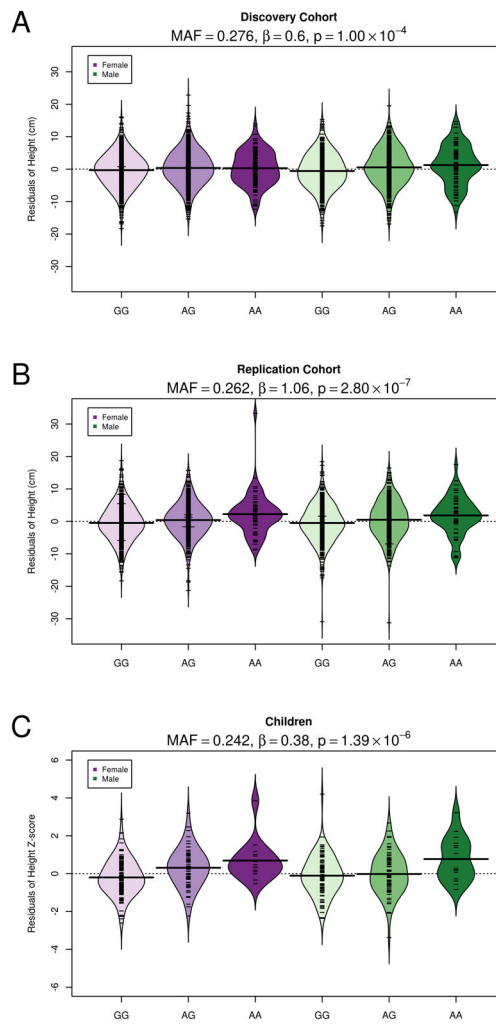 A
Discovery Cohort
MAF = 0.276, β = 0.6, p = 1.00 × 10⁻⁴
Female
Male
Residuals of Height (cm)
30
20
10
0
-10
-20
-30
GG AG AA GG AG AA
B
Replication Cohort
MAF = 0.262, β = 1.06, p = 2.80 × 10⁻⁷
Female
Male
Residuals of Height (cm)
30
20
10
0
-10
-20
-30
GG AG AA GG AG AA
C
Children
MAF = 0.242, β = 0.38, p = 1.39 × 10⁻⁶
Female
Male
Residuals of Height Z-score
6
4
2
0
-2
-4
-6
GG AG AA GG AG AA